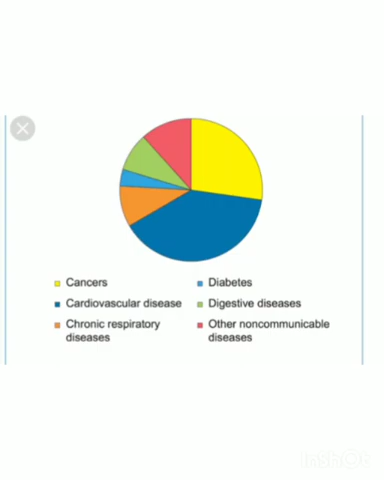 Cancers
Diabetes
Cardiovascular disease
Digestive diseases
Chronic respiratory
diseases
Other noncommunicable
diseases